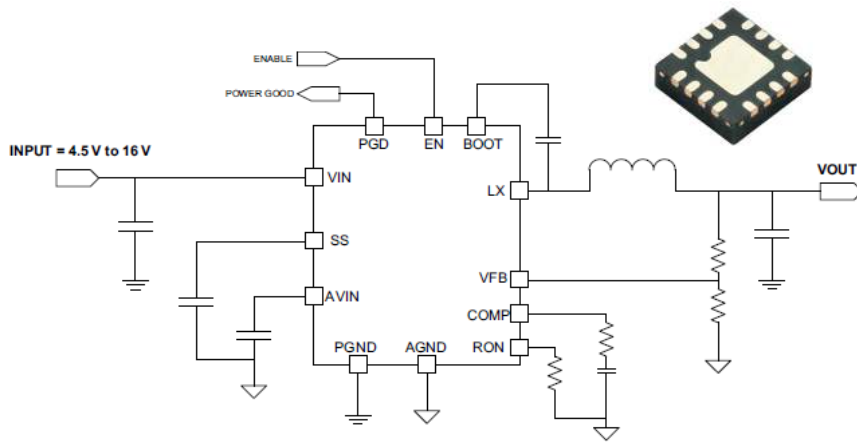 ENABLE
POWER GOOD
PGD
EN
BOOT
INPUT = 4.5 V to 16 V
VIN
LX
VOUT
SS
VFB
AVIN
COMP
PGND
AGND
RON